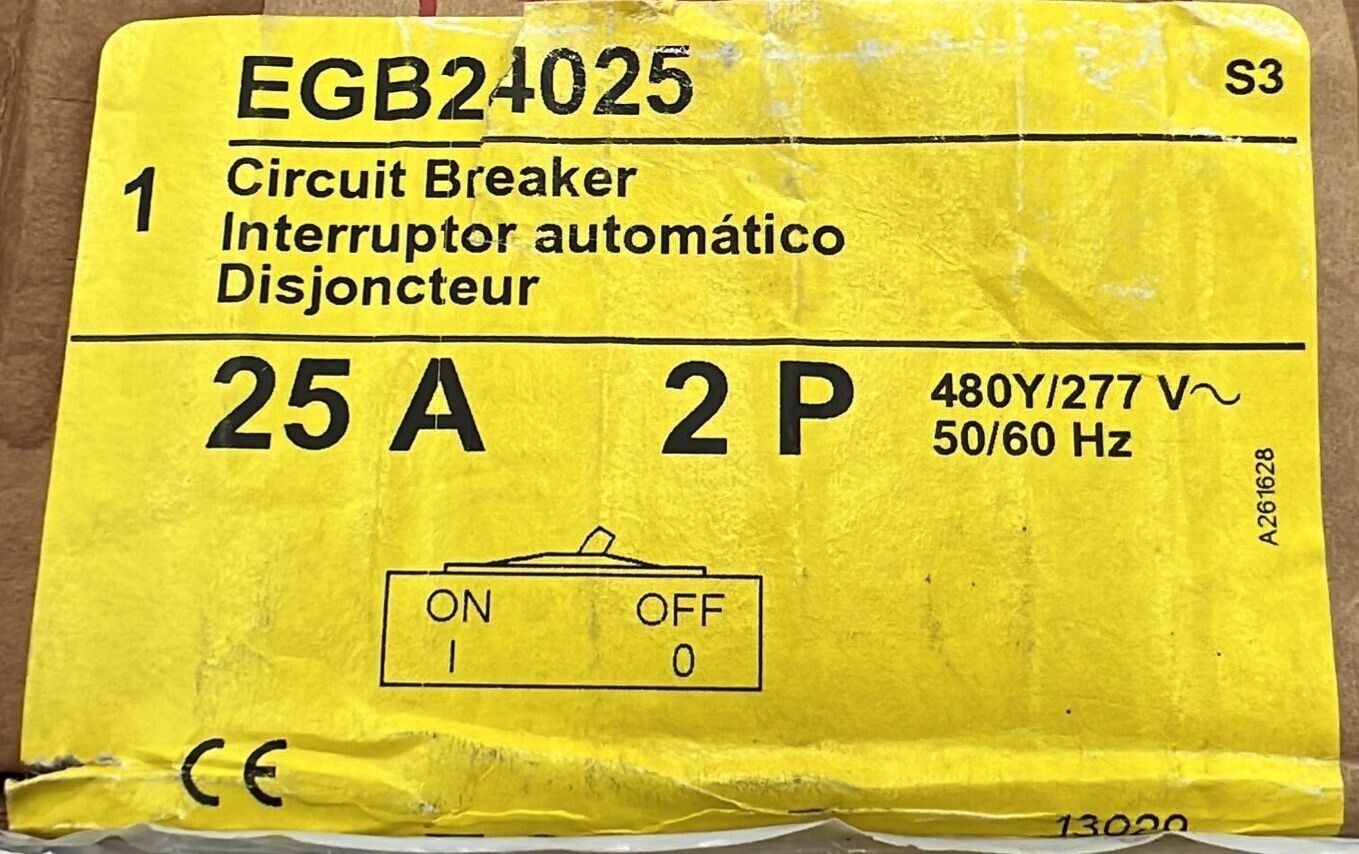 EGB24025
S3
1
Circuit Breaker
Interruptor automático
Disjoncteur
25 A 2 P
480Y/277 V~
50/60 Hz
A261628
ON OFF
I 0
CE